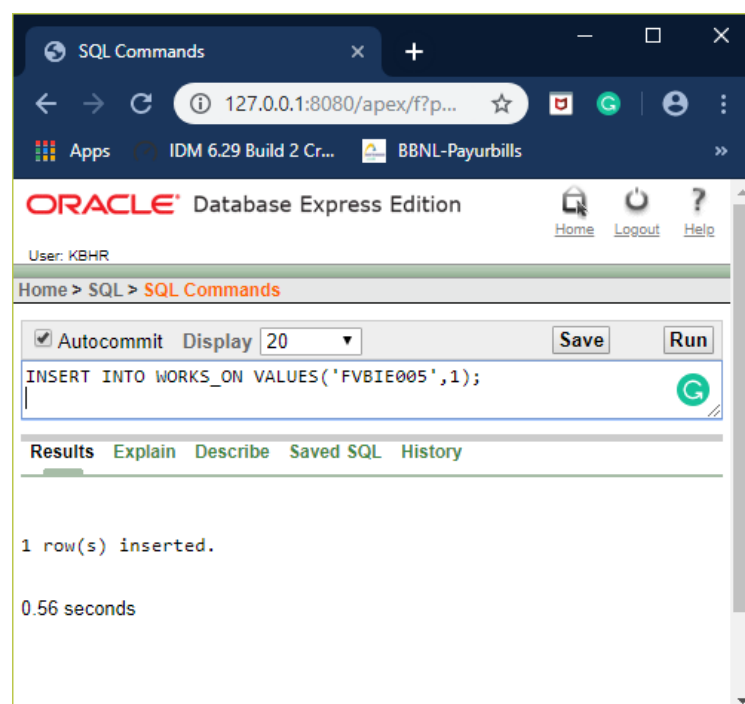 SQL Commands
127.0.0.1:8080/apex/f?p...
Apps IDM 6.29 Build 2 Cr... BBNL-Payurbills »
ORACLE® Database Express Edition
Home Logout ? Help
User: KBHR
Home > SQL > SQL Commands
Autocommit Display 20 Save Run
INSERT INTO WORKS_ON VALUES('FVBIE005',1);
Results Explain Describe Saved SQL History
1 row(s) inserted.
0.56 seconds